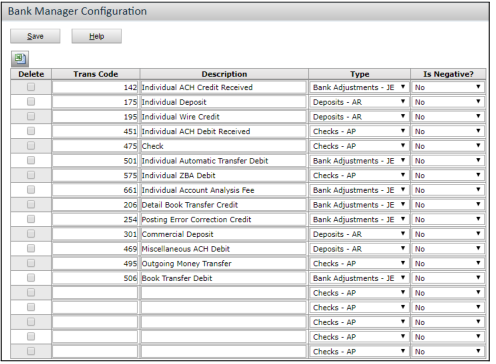 Bank Manager Configuration
Save Help
Delete Trans Code Description Type Is Negative?
142 Individual ACH Credit Received Bank Adjustments - JE No
175 Individual Deposit Deposits - AR No
195 Individual Wire Credit Deposits - AR No
451 Individual ACH Debit Received Checks - AP No
475 Check Checks - AP No
501 Individual Automatic Transfer Debit Bank Adjustments - JE No
575 Individual ZBA Debit Checks - AP No
661 Individual Account Analysis Fee Bank Adjustments - JE No
206 Detail Book Transfer Credit Bank Adjustments - JE No
254 Posting Error Correction Credit Bank Adjustments - JE No
301 Commercial Deposit Deposits - AR No
469 Miscellaneous ACH Debit Deposits - AR No
495 Outgoing Money Transfer Checks - AP No
506 Book Transfer Debit Bank Adjustments - JE No
Checks - AP No
Checks - AP No
Checks - AP No
Checks - AP No
Checks - AP No